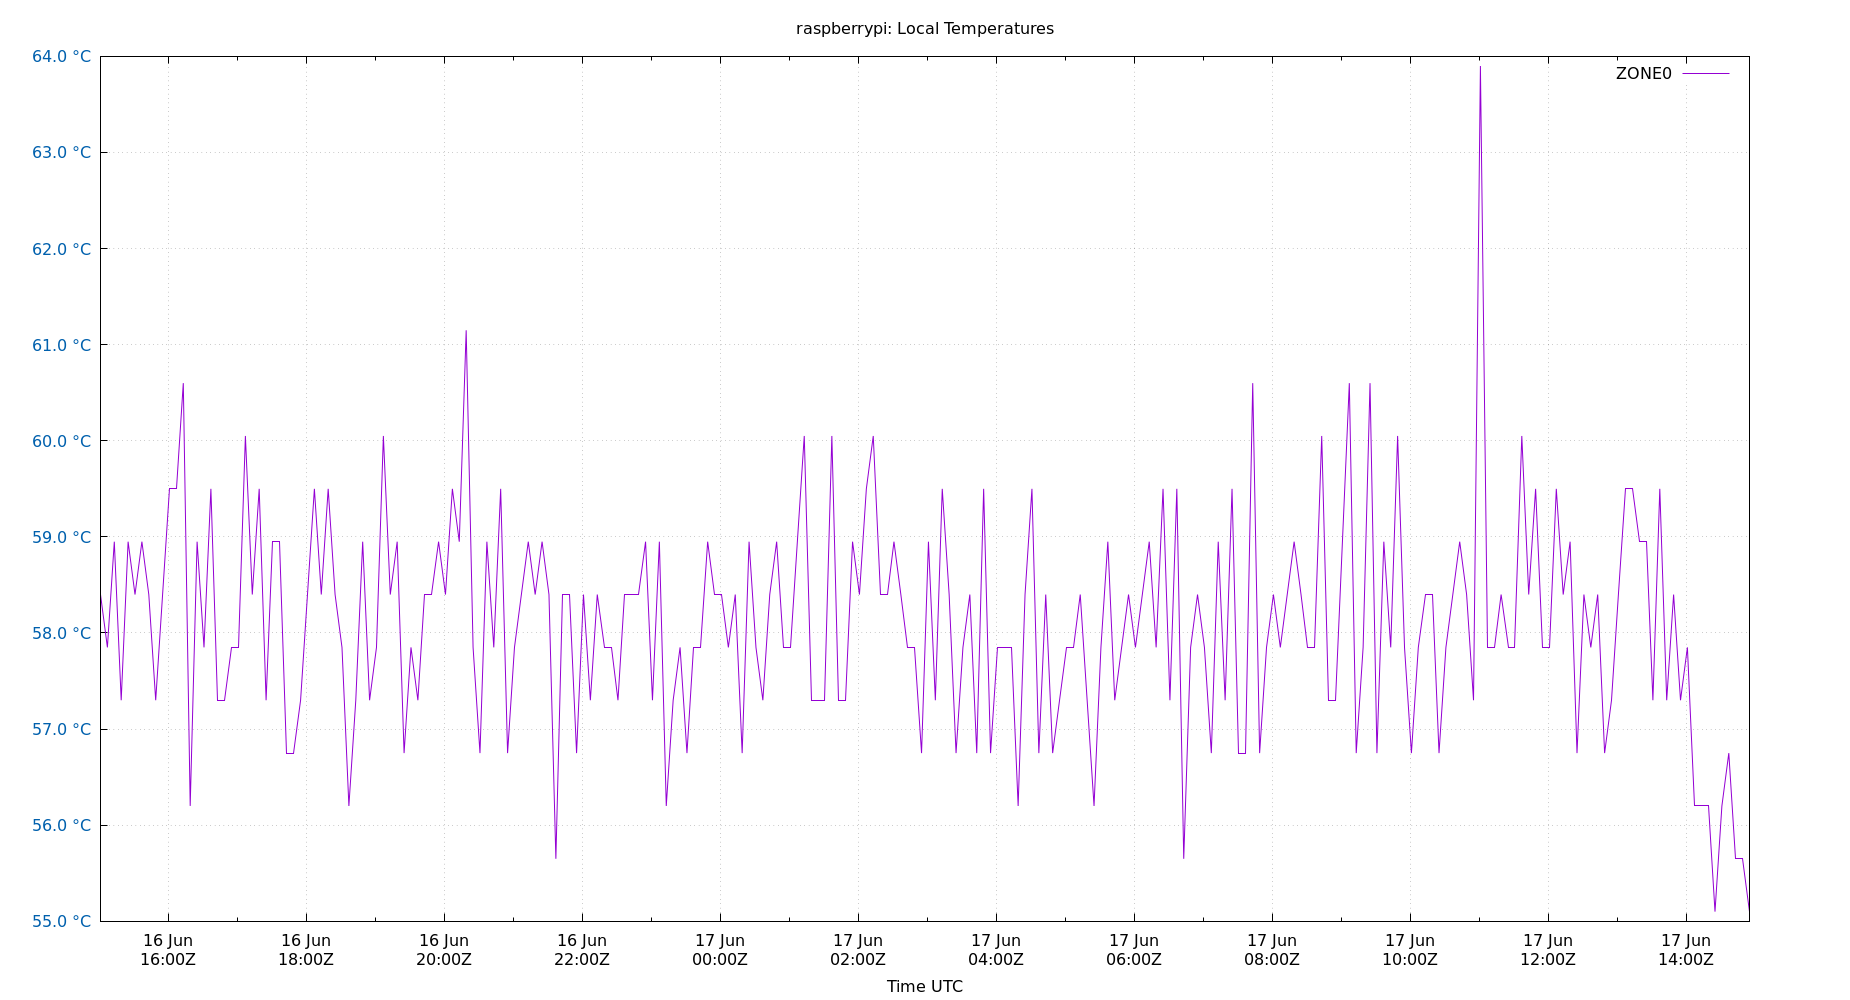 raspberrypi: Local Temperatures
64.0 °C
ZONE0
63.0 °C
62.0 °C
61.0 °C
60.0 °C
59.0 °C
58.0 °C
57.0 °C
56.0 °C
55.0 °C
16 Jun 16 Jun 16 Jun 16 Jun 17 Jun 17 Jun 17 Jun 17 Jun 17 Jun 17 Jun 17 Jun 17 Jun
16:00Z 18:00Z 20:00Z 22:00Z 00:00Z 02:00Z 04:00Z 06:00Z 08:00Z 10:00Z 12:00Z 14:00Z
Time UTC